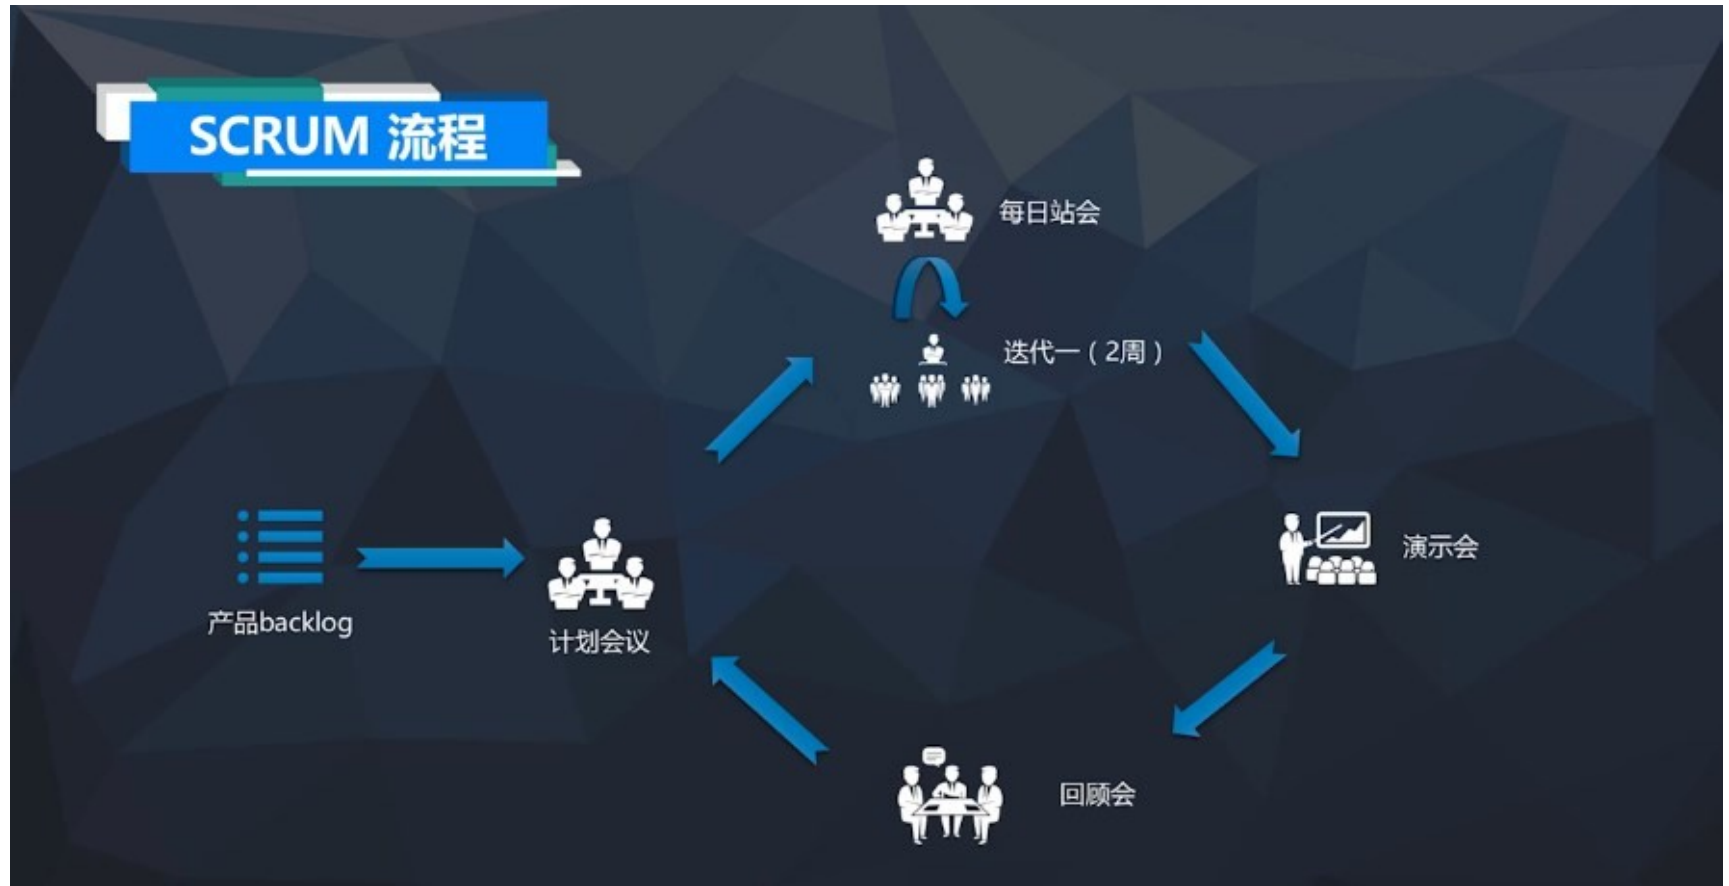 SCRUM 流程
每日站会
迭代一（2周）
产品backlog
计划会议
演示会
回顾会